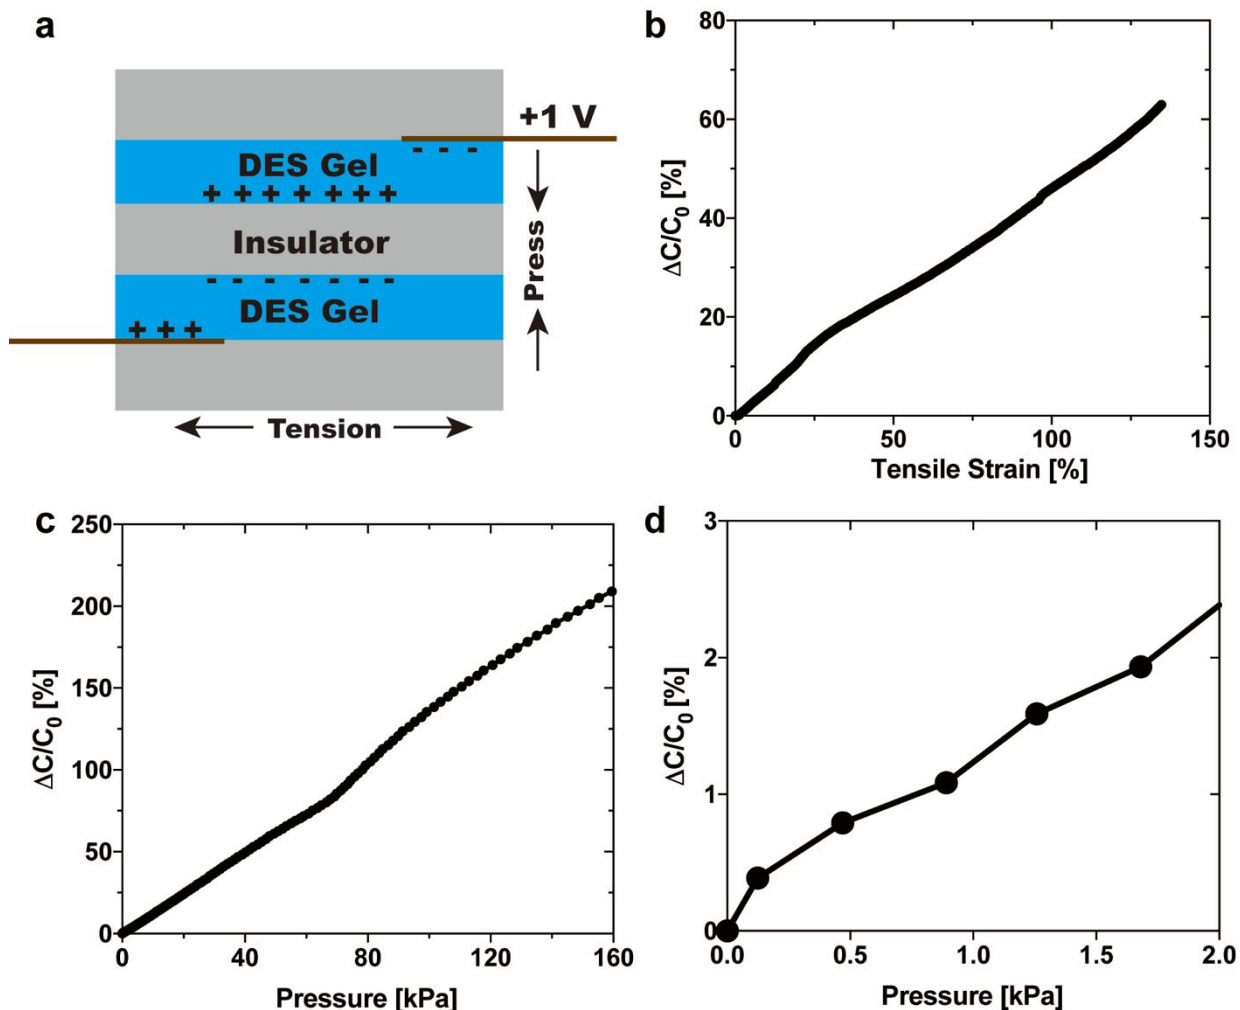 a
+1 V
DES Gel
- - -
+ + + + + + +
Insulator
Press
- - - - - - -
DES Gel
+ + +
Tension
b
80
60
40
20
0
ΔC/C₀ [%]
0 50 100 150
Tensile Strain [%]
c
250
200
150
100
50
0
ΔC/C₀ [%]
0 40 80 120 160
Pressure [kPa]
d
3
2
1
0
ΔC/C₀ [%]
0.0 0.5 1.0 1.5 2.0
Pressure [kPa]